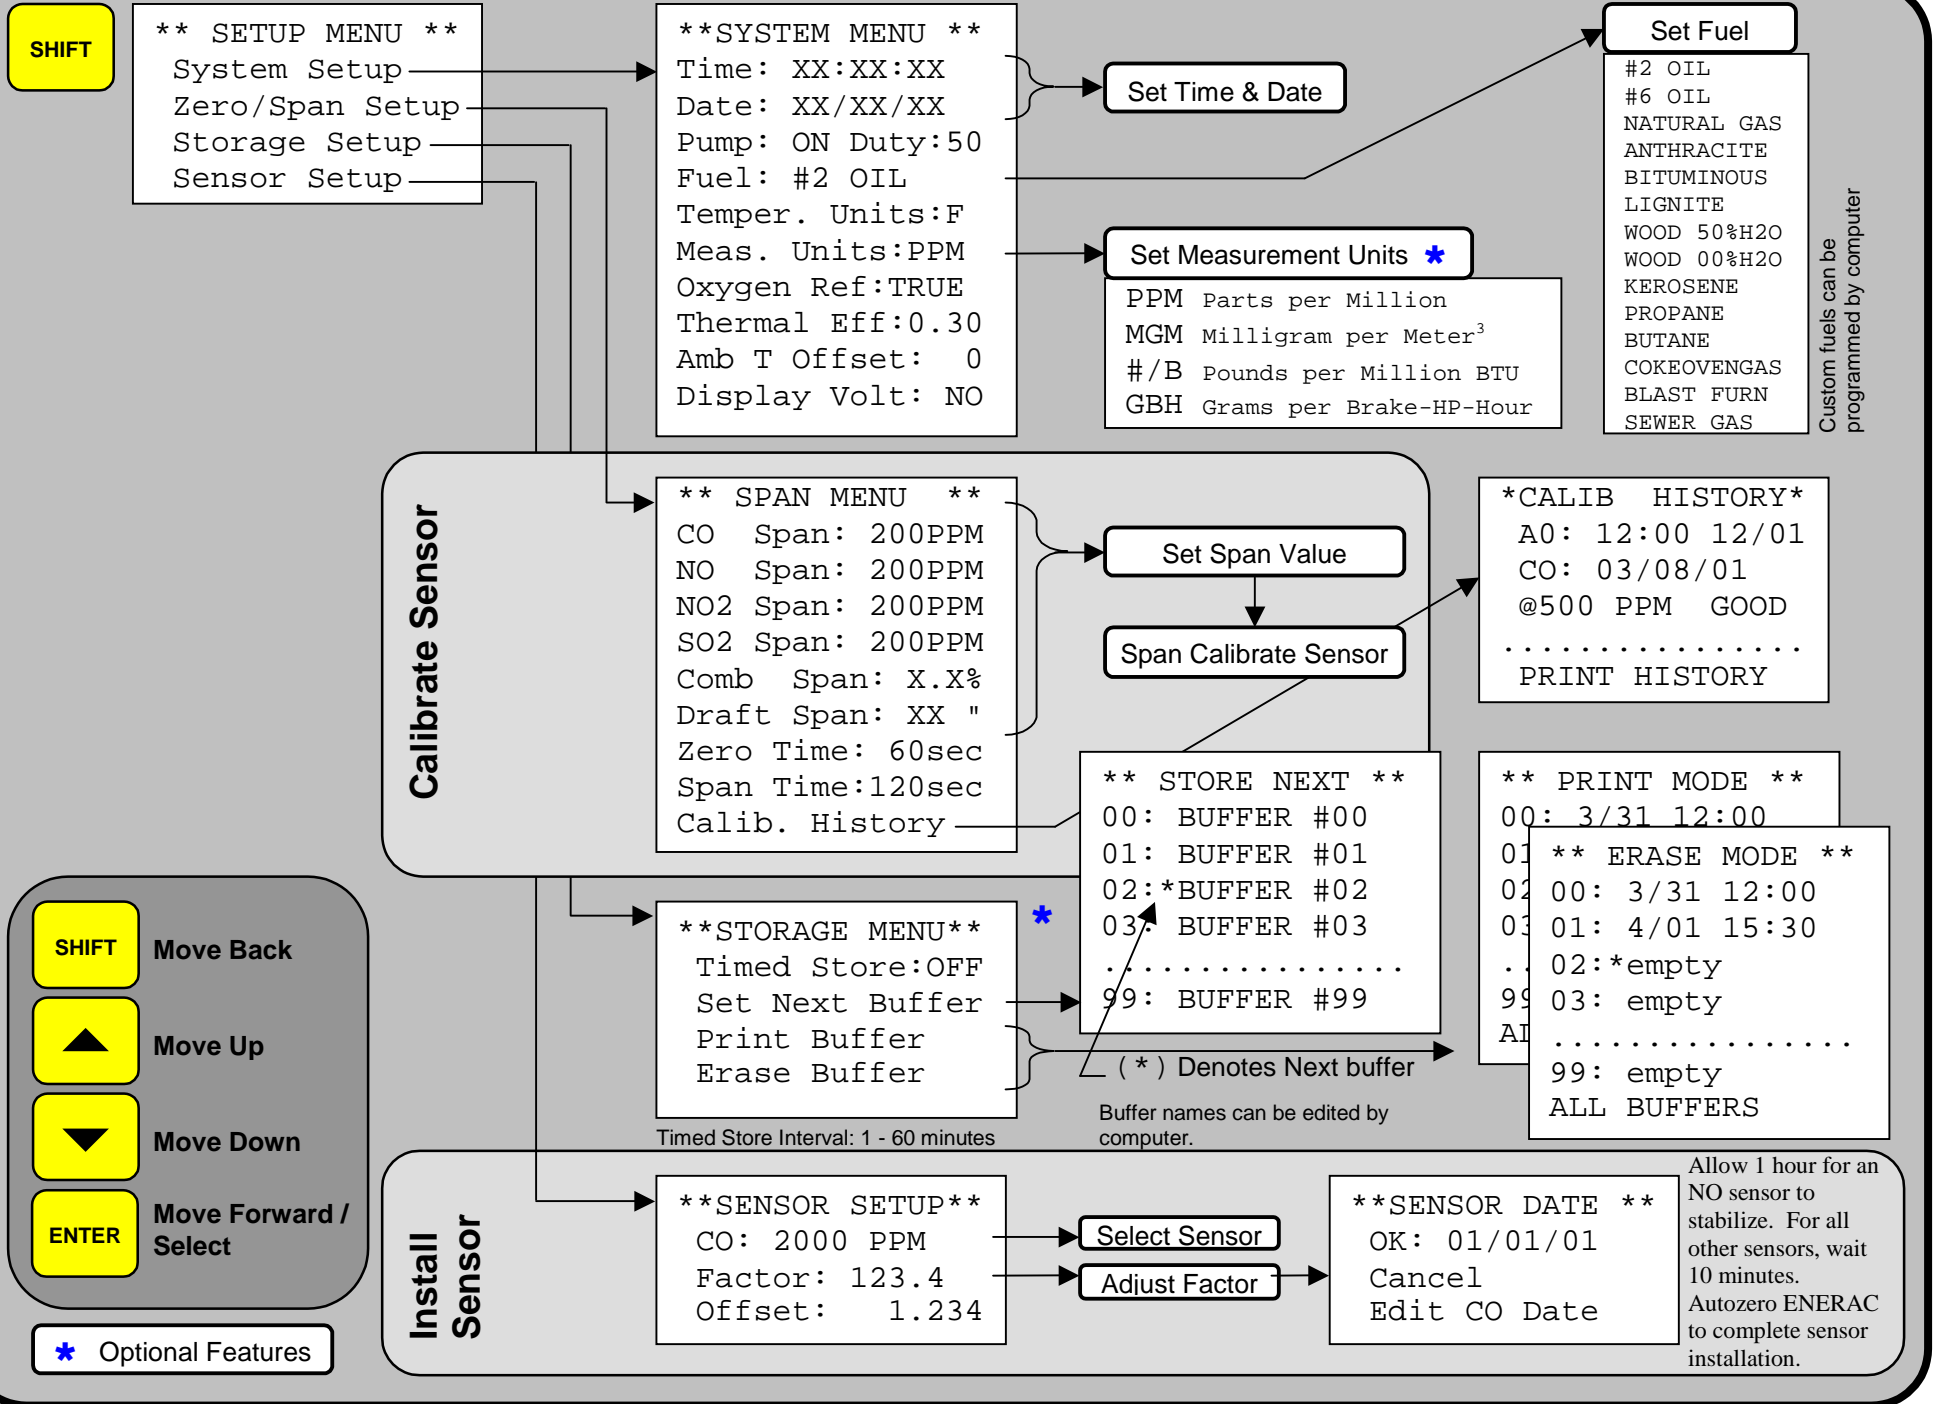 SHIFT
** SETUP MENU **
System Setup
Zero/Span Setup
Storage Setup
Sensor Setup
**SYSTEM MENU **
Time: XX:XX:XX
Date: XX/XX/XX
Pump: ON Duty:50
Fuel: #2 OIL
Temper. Units:F
Meas. Units:PPM
Oxygen Ref:TRUE
Thermal Eff:0.30
Amb T Offset: 0
Display Volt: NO
Set Time & Date
Set Measurement Units *
PPM Parts per Million
MGM Milligram per Meter³
#/B Pounds per Million BTU
GBH Grams per Brake-HP-Hour
Set Fuel
#2 OIL
#6 OIL
NATURAL GAS
ANTHRACITE
BITUMINOUS
LIGNITE
WOOD 50%H2O
WOOD 00%H2O
KEROSENE
PROPANE
BUTANE
COKEOVENGAS
BLAST FURN
SEWER GAS
Custom fuels can be
programmed by computer
Calibrate Sensor
** SPAN MENU **
CO Span: 200PPM
NO Span: 200PPM
NO2 Span: 200PPM
SO2 Span: 200PPM
Comb Span: X.X%
Draft Span: XX "
Zero Time: 60sec
Span Time:120sec
Calib. History
Set Span Value
Span Calibrate Sensor
*CALIB HISTORY*
A0: 12:00 12/01
CO: 03/08/01
@500 PPM GOOD
................
PRINT HISTORY
**STORAGE MENU**
Timed Store:OFF
Set Next Buffer
Print Buffer
Erase Buffer
*
Timed Store Interval: 1 - 60 minutes
** STORE NEXT **
00: BUFFER #00
01: BUFFER #01
02:*BUFFER #02
03: BUFFER #03
................
99: BUFFER #99
(*) Denotes Next buffer
Buffer names can be edited by
computer.
** PRINT MODE **
00: 3/31 12:00
01
02
03
..
99
AL
** ERASE MODE **
00: 3/31 12:00
01: 4/01 15:30
02:*empty
03: empty
................
99: empty
ALL BUFFERS
SHIFT Move Back
Move Up
Move Down
ENTER Move Forward /
Select
* Optional Features
Install
Sensor
**SENSOR SETUP**
CO: 2000 PPM
Factor: 123.4
Offset: 1.234
Select Sensor
Adjust Factor
**SENSOR DATE **
OK: 01/01/01
Cancel
Edit CO Date
Allow 1 hour for an
NO sensor to
stabilize. For all
other sensors, wait
10 minutes.
Autozero ENERAC
to complete sensor
installation.